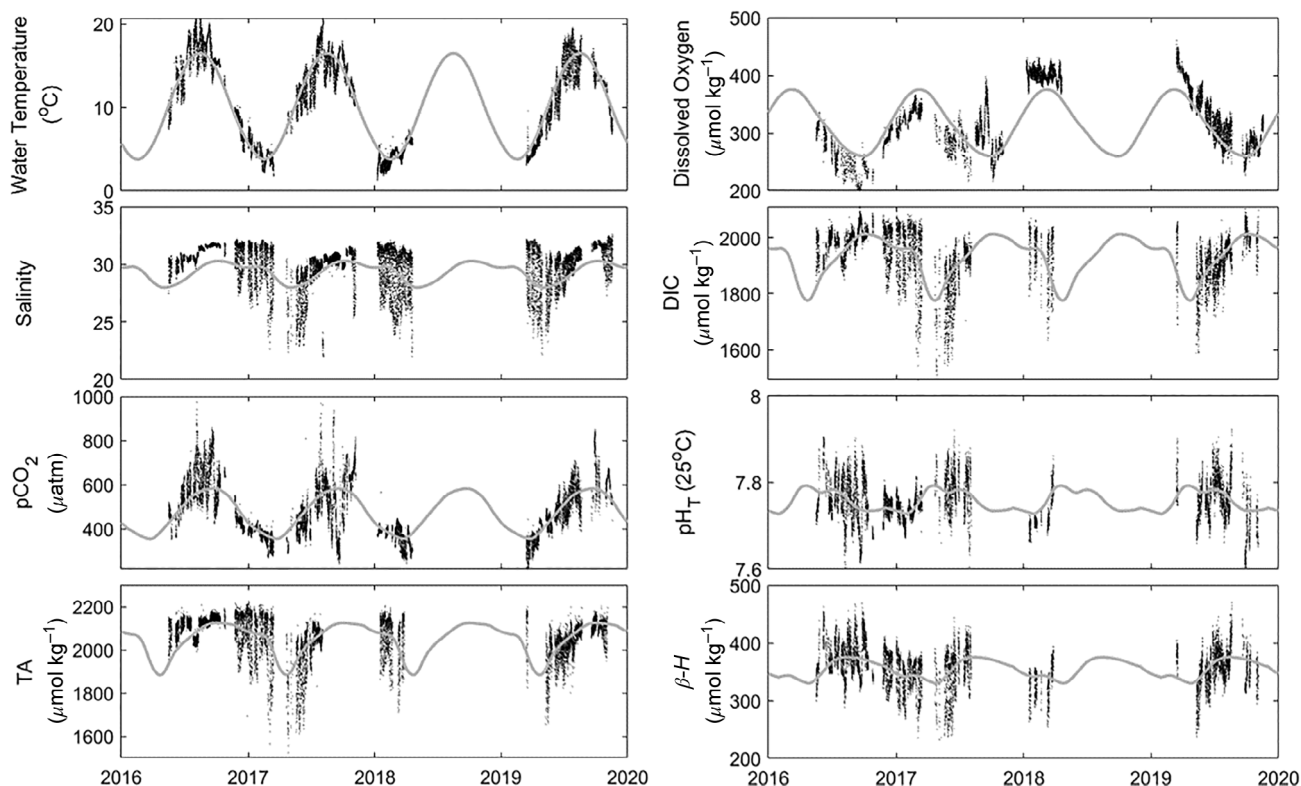 Water Temperature
(°C)
20
10
0
Salinity
35
30
25
20
pCO2
(μatm)
1000
800
600
400
TA
(μmol kg−1)
2200
2000
1800
1600
2016 2017 2018 2019 2020
Dissolved Oxygen
(μmol kg−1)
500
400
300
200
DIC
(μmol kg−1)
2000
1800
1600
pHT (25°C)
8
7.8
7.6
β-H
(μmol kg−1)
500
400
300
200
2016 2017 2018 2019 2020